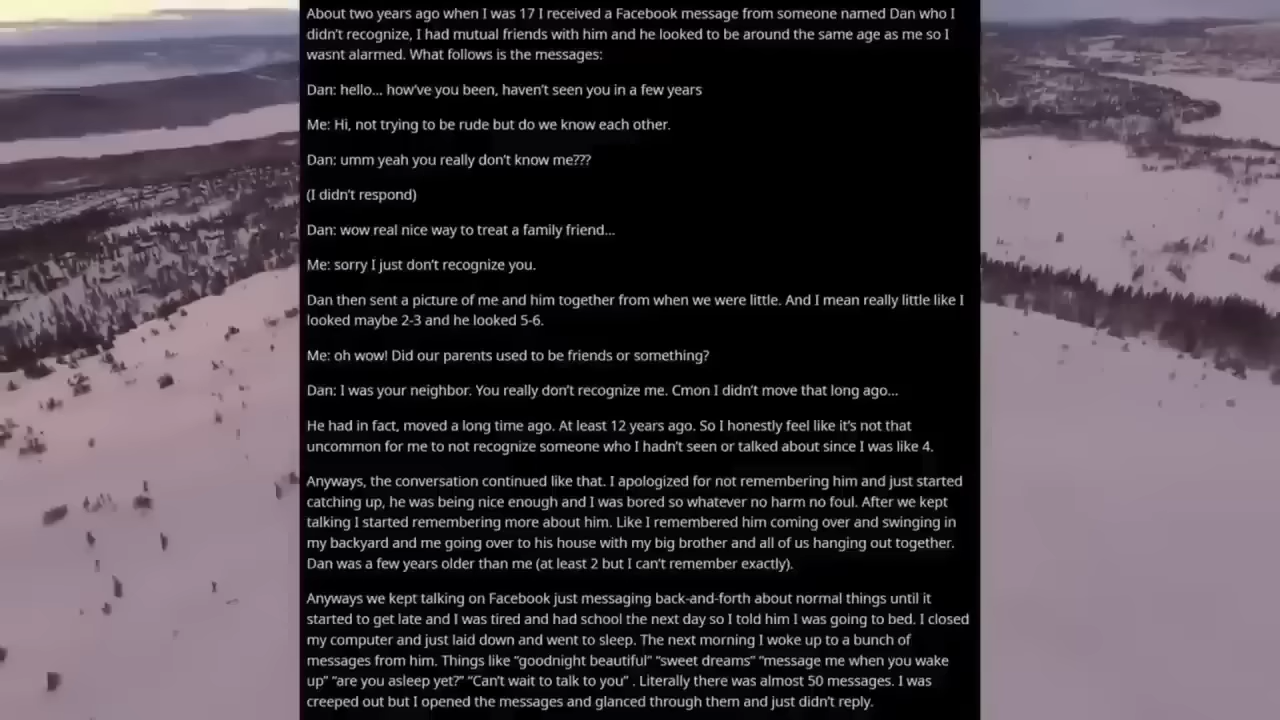 About two years ago when I was 17 I received a Facebook message from someone named Dan who I
didn't recognize, I had mutual friends with him and he looked to be around the same age as me so I
wasnt alarmed. What follows is the messages:
Dan: hello... how've you been, haven't seen you in a few years
Me: Hi, not trying to be rude but do we know each other.
Dan: umm yeah you really don't know me???
(I didn't respond)
Dan: wow real nice way to treat a family friend...
Me: sorry I just don't recognize you.
Dan then sent a picture of me and him together from when we were little. And I mean really little like I
looked maybe 2-3 and he looked 5-6.
Me: oh wow! Did our parents used to be friends or something?
Dan: I was your neighbor. You really don't recognize me. Cmon I didn't move that long ago...
He had in fact, moved a long time ago. At least 12 years ago. So I honestly feel like it's not that
uncommon for me to not recognize someone who I hadn't seen or talked about since I was like 4.
Anyways, the conversation continued like that. I apologized for not remembering him and just started
catching up, he was being nice enough and I was bored so whatever no harm no foul. After we kept
talking I started remembering more about him. Like I remembered him coming over and swinging in
my backyard and me going over to his house with my big brother and all of us hanging out together.
Dan was a few years older than me (at least 2 but I can't remember exactly).
Anyways we kept talking on Facebook just messaging back-and-forth about normal things until it
started to get late and I was tired and had school the next day so I told him I was going to bed. I closed
my computer and just laid down and went to sleep. The next morning I woke up to a bunch of
messages from him. Things like “goodnight beautiful” “sweet dreams” “message me when you wake
up” “are you asleep yet?” “Can't wait to talk to you” . Literally there was almost 50 messages. I was
creeped out but I opened the messages and glanced through them and just didn't reply.